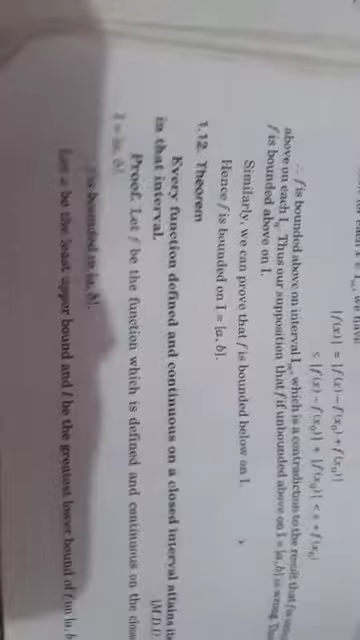 we have
|f(x)| = |f(x) – f(x₀) + f(x₀)|
≤ |f(x) – f(x₀)| + |f(x₀)| < ε + f(x₀)
∴ f is bounded above on interval Iₘ, which is a contradiction to the result that f is
above on each Iₙ. Thus our supposition that f if unbounded above on I = [a, b] is wrong.
f is bounded above on I.
Similarly, we can prove that f is bounded below on I.
Hence f is bounded on I = [a, b].
1.12. Theorem
Every function defined and continuous on a closed interval attains
in that interval.
(M.D.
Proof. Let f be the function which is defined and continuous on the
I = [a, b]
f is bounded in [a, b].
Let u be the least upper bound and l be the greatest lower bound of f on [a, b